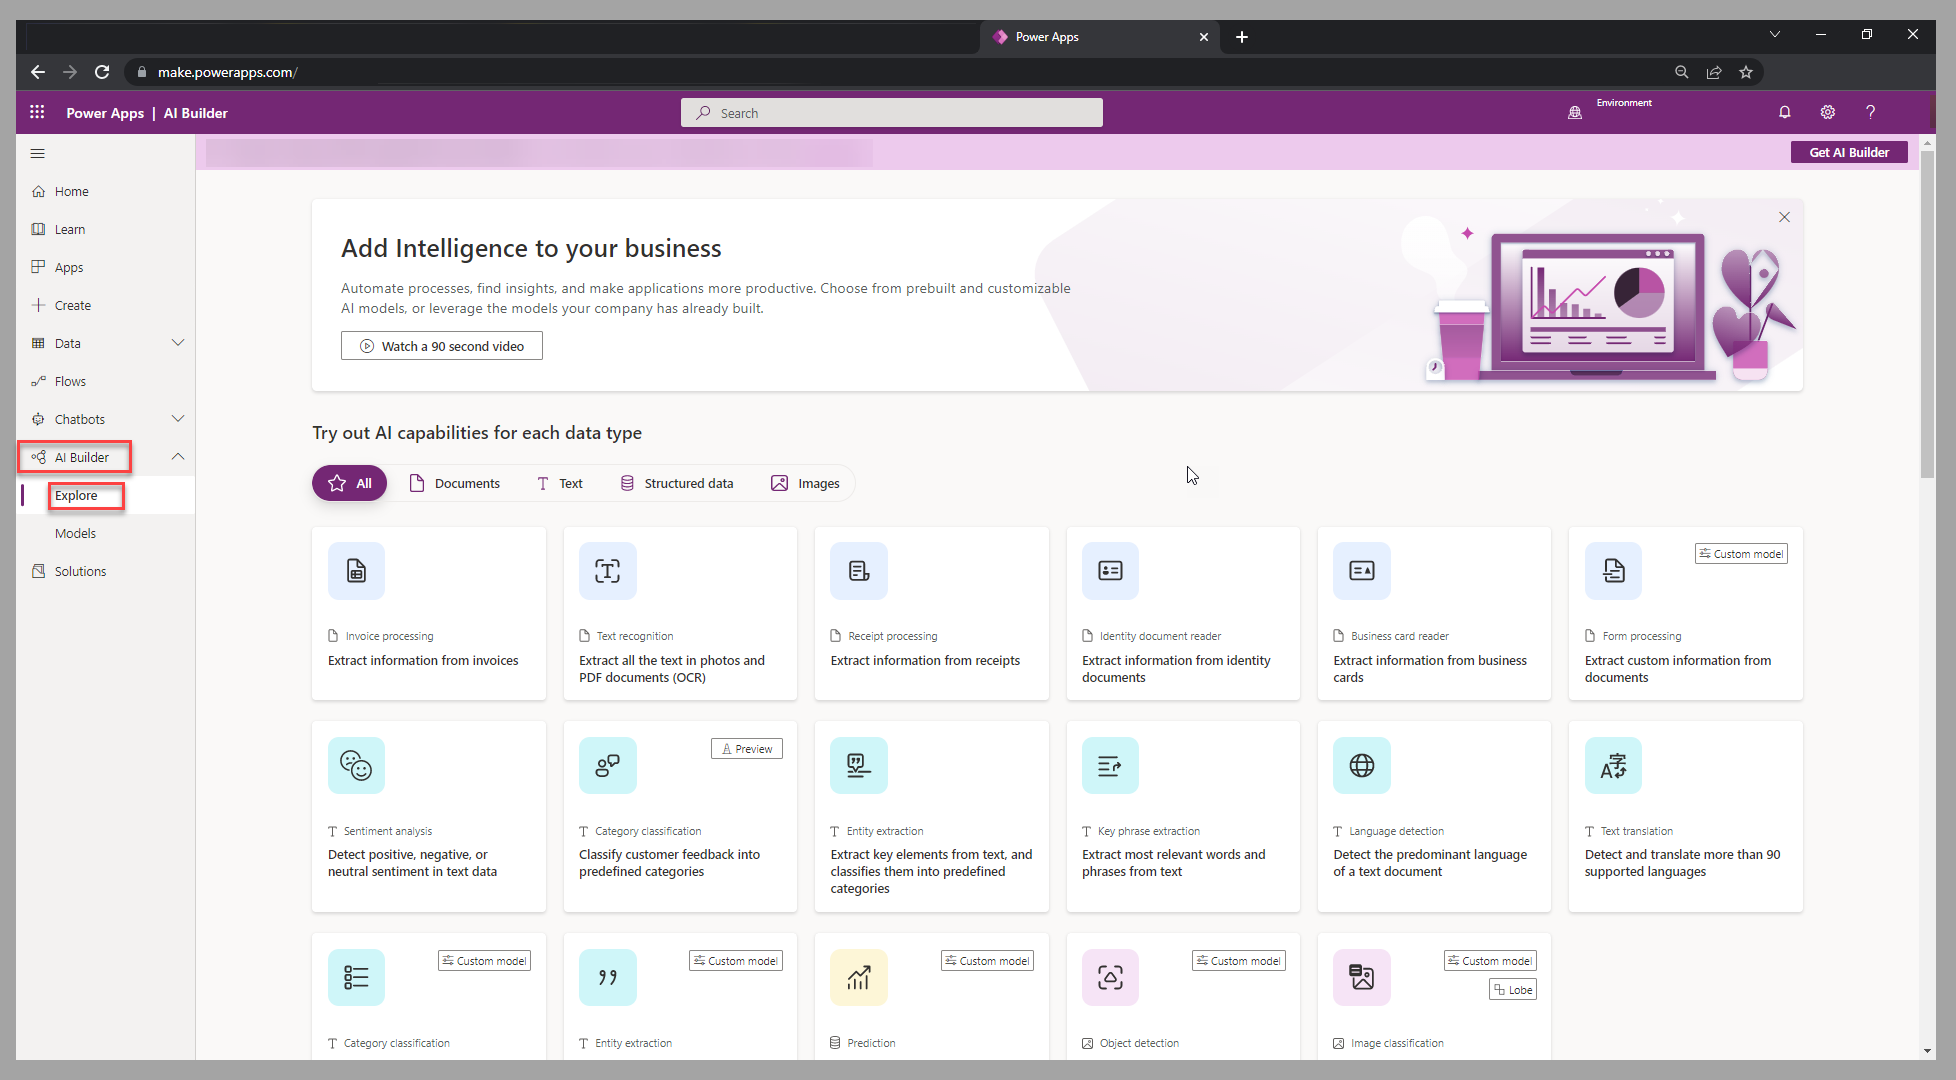 Power Apps
make.powerapps.com/
Power Apps | AI Builder
Search
Environment
Get AI Builder
Home
Learn
Apps
Create
Data
Flows
Chatbots
AI Builder
Explore
Models
Solutions
Add Intelligence to your business
Automate processes, find insights, and make applications more productive. Choose from prebuilt and customizable
AI models, or leverage the models your company has already built.
Watch a 90 second video
Try out AI capabilities for each data type
All
Documents
Text
Structured data
Images
Invoice processing
Extract information from invoices
Text recognition
Extract all the text in photos and
PDF documents (OCR)
Receipt processing
Extract information from receipts
Identity document reader
Extract information from identity
documents
Business card reader
Extract information from business
cards
Custom model
Form processing
Extract custom information from
documents
Sentiment analysis
Detect positive, negative, or
neutral sentiment in text data
Preview
Category classification
Classify customer feedback into
predefined categories
Entity extraction
Extract key elements from text, and
classifies them into predefined
categories
Key phrase extraction
Extract most relevant words and
phrases from text
Language detection
Detect the predominant language
of a text document
Text translation
Detect and translate more than 90
supported languages
Custom model
Category classification
Custom model
Entity extraction
Custom model
Prediction
Custom model
Object detection
Custom model
Lobe
Image classification